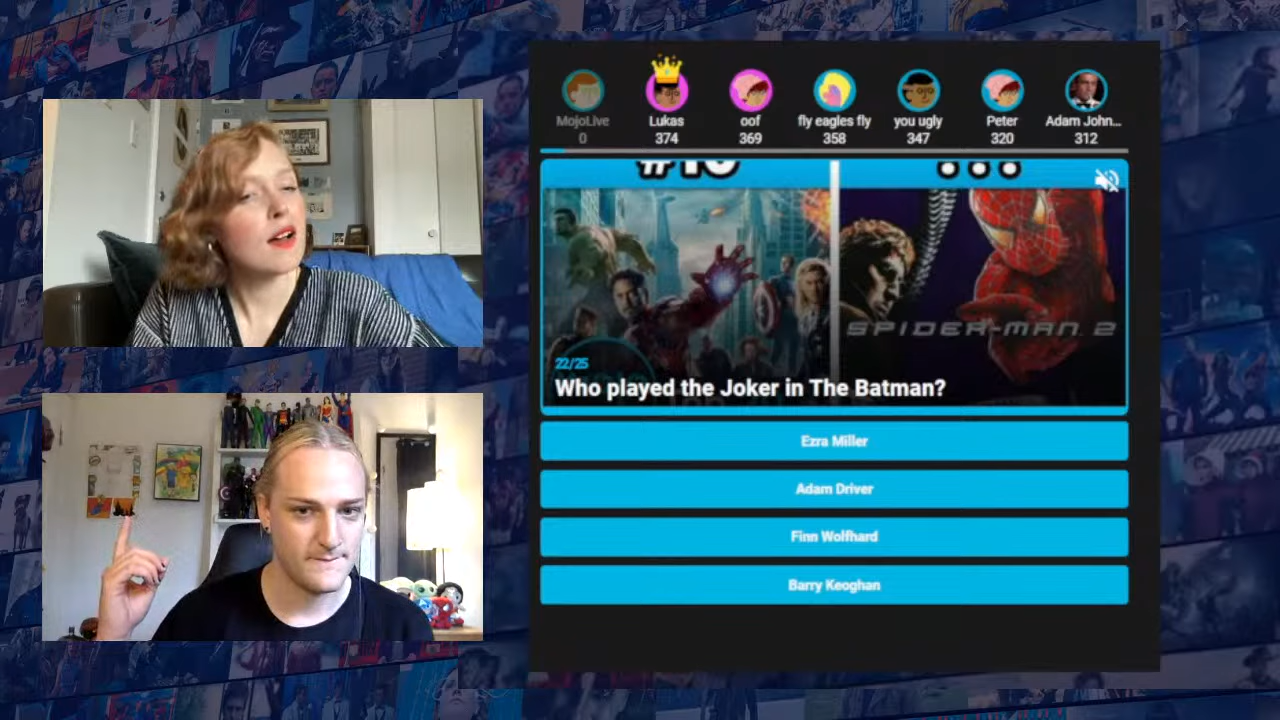 MojoLive
0
Lukas
374
oof
369
fly eagles fly
358
you ugly
347
Peter
320
Adam John...
312
#10
SPIDER-MAN 2
22/25
Who played the Joker in The Batman?
Ezra Miller
Adam Driver
Finn Wolfhard
Barry Keoghan